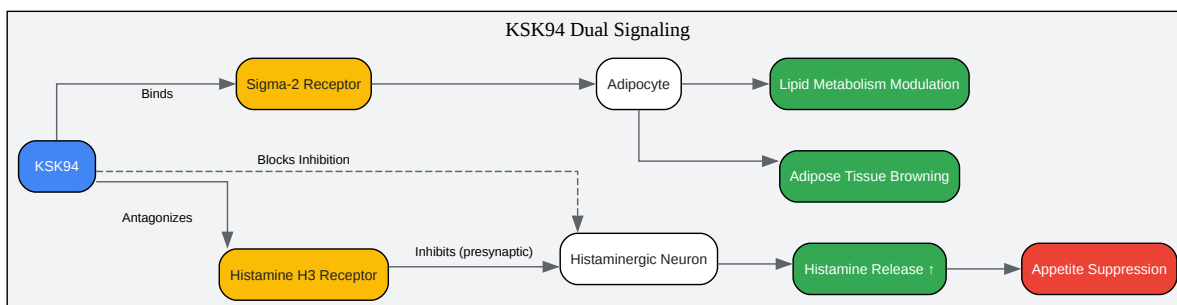 KSK94 Dual Signaling
Sigma-2 Receptor
Adipocyte
Lipid Metabolism Modulation
Binds
KSK94
Blocks Inhibition
Adipose Tissue Browning
Antagonizes
Histamine H3 Receptor
Inhibits (presynaptic)
Histaminergic Neuron
Histamine Release ↑
Appetite Suppression